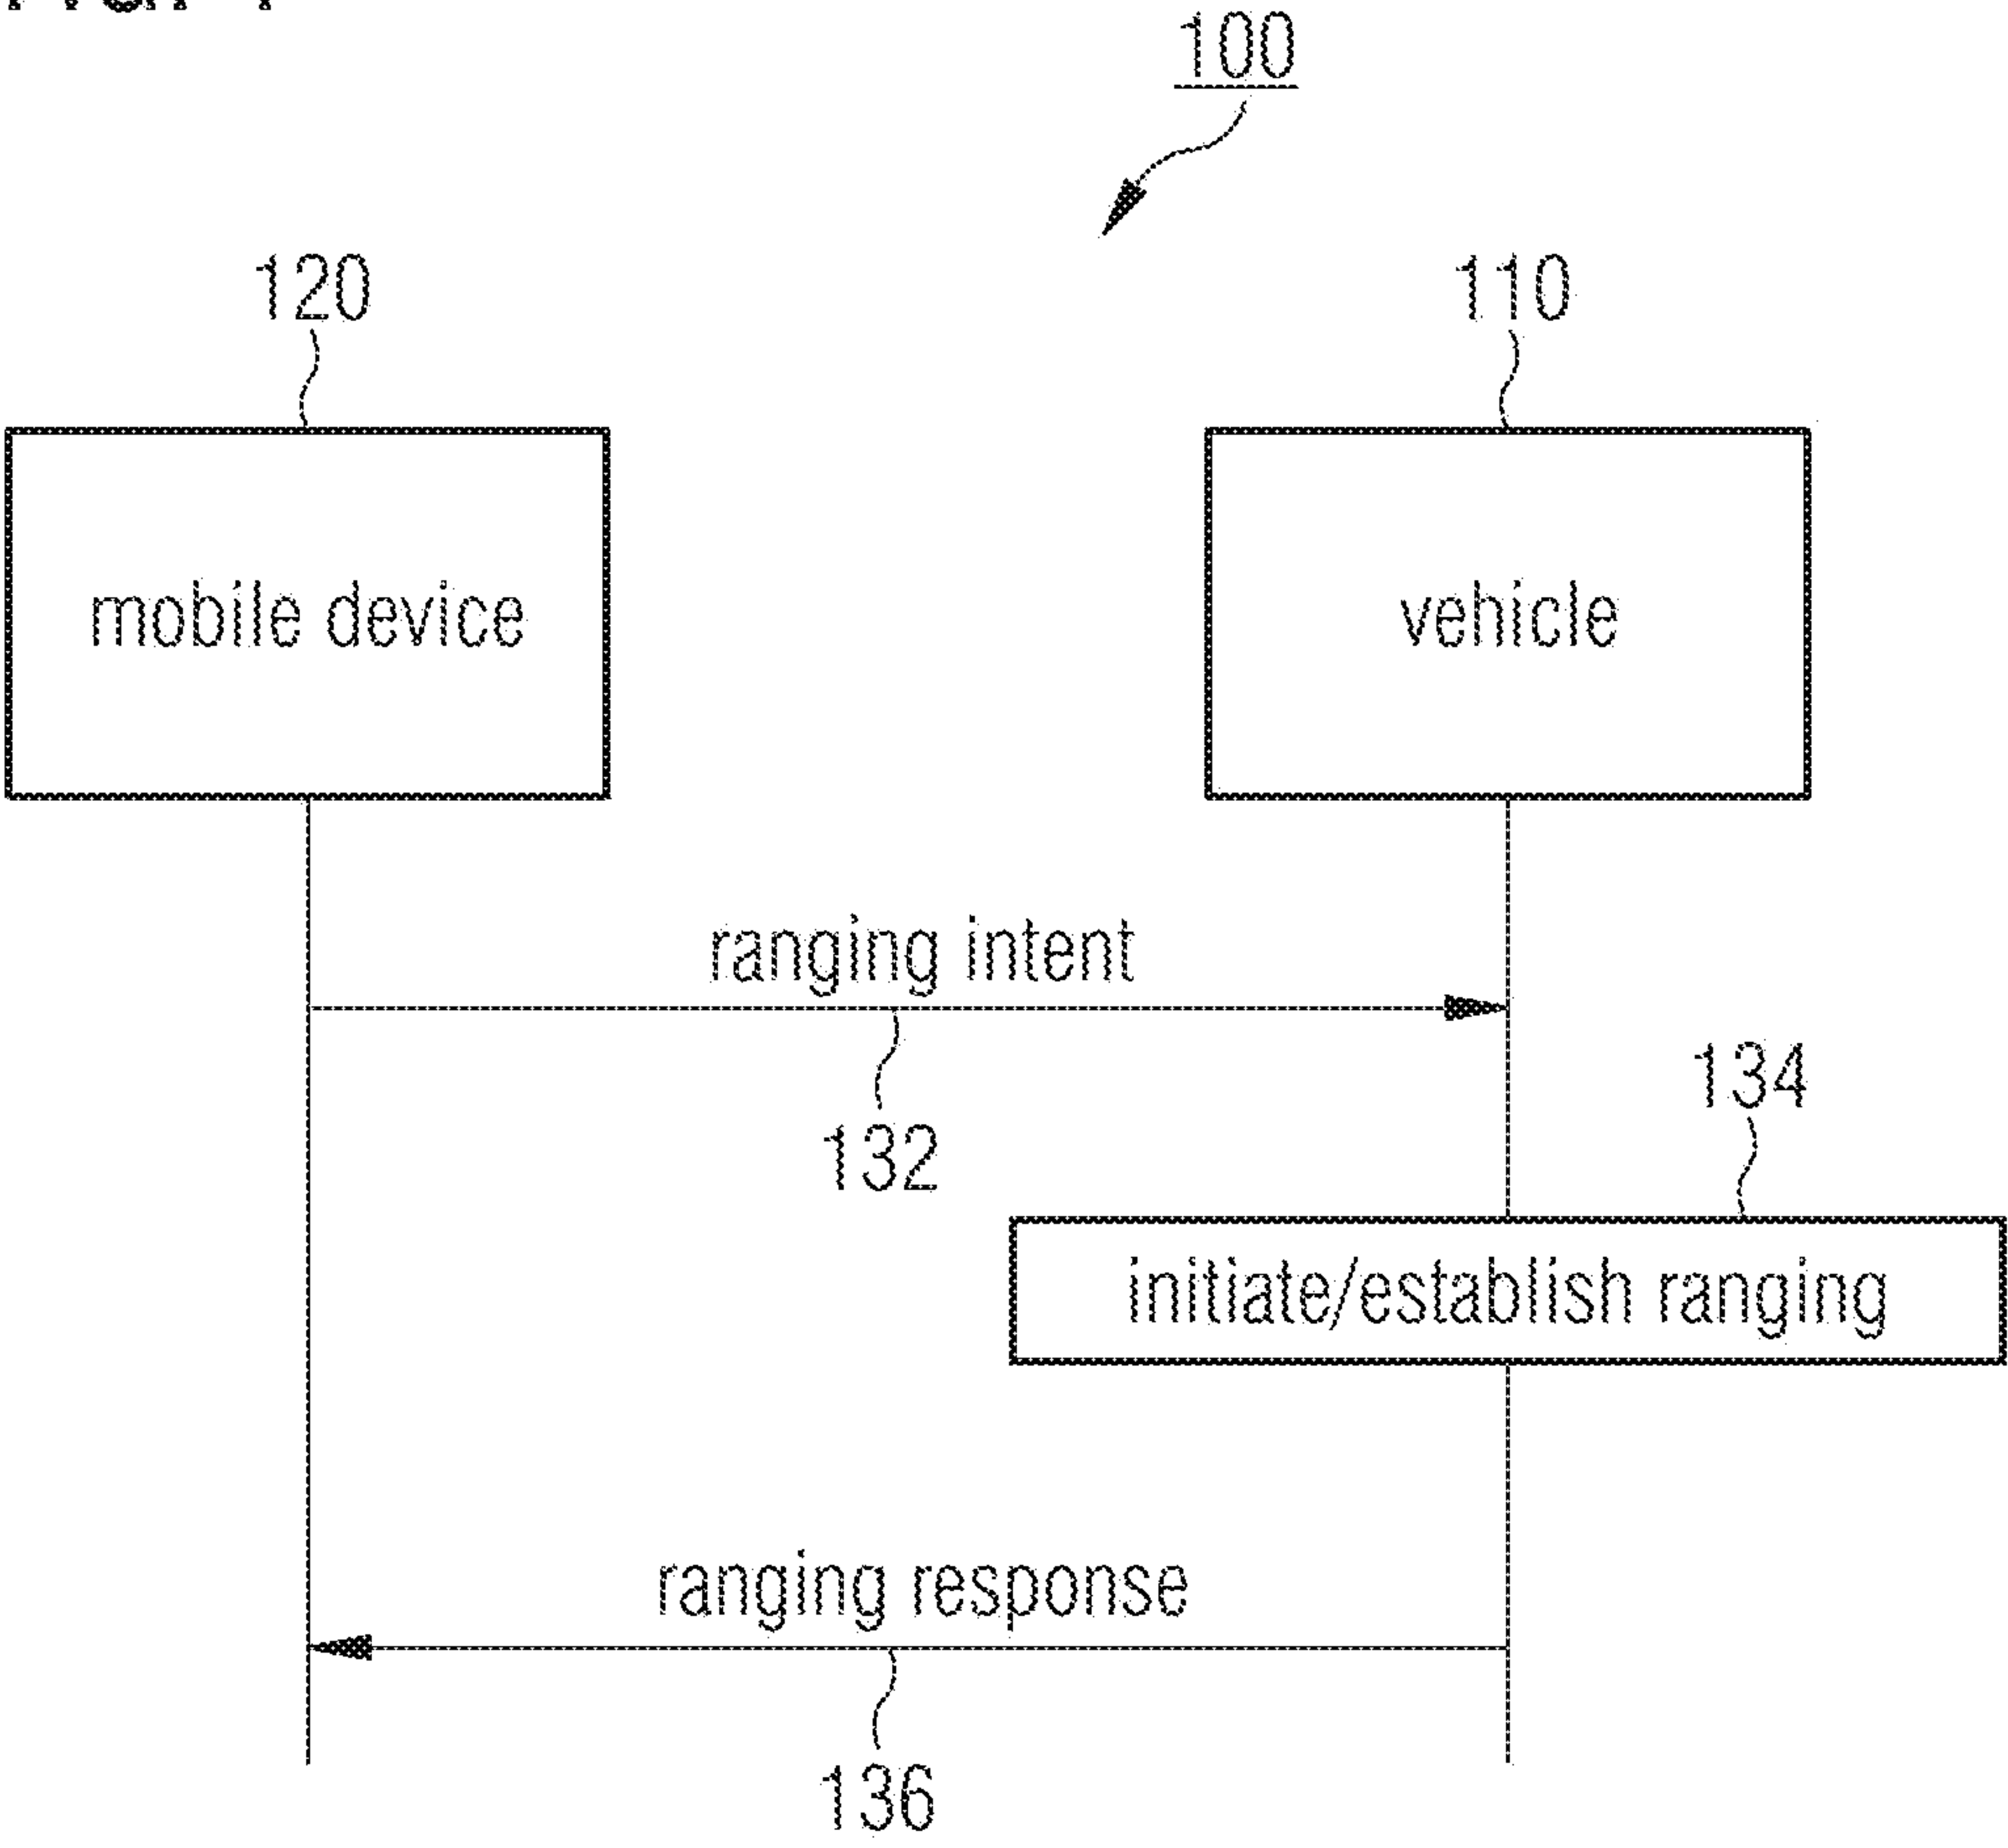 100
120
110
mobile device
vehicle
ranging intent
132
134
initiate/establish ranging
ranging response
136